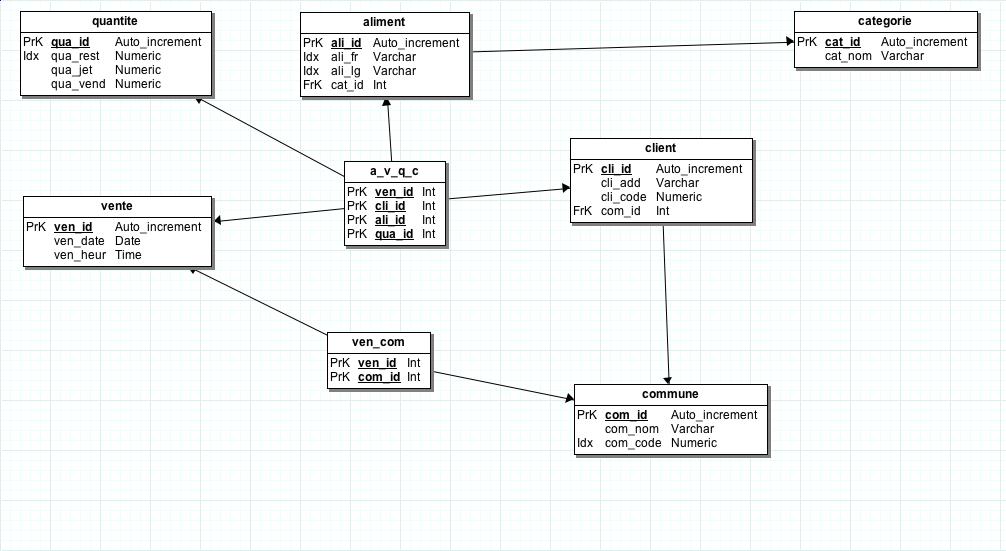 quantite
PrK qua_id Auto_increment
Idx qua_rest Numeric
qua_jet Numeric
qua_vend Numeric
aliment
PrK ali_id Auto_increment
Idx ali_fr Varchar
Idx ali_lg Varchar
FrK cat_id Int
categorie
PrK cat_id Auto_increment
cat_nom Varchar
a_v_q_c
PrK ven_id Int
PrK cli_id Int
PrK ali_id Int
PrK qua_id Int
client
PrK cli_id Auto_increment
cli_add Varchar
cli_code Numeric
FrK com_id Int
vente
PrK ven_id Auto_increment
ven_date Date
ven_heur Time
ven_com
PrK ven_id Int
PrK com_id Int
commune
PrK com_id Auto_increment
com_nom Varchar
Idx com_code Numeric